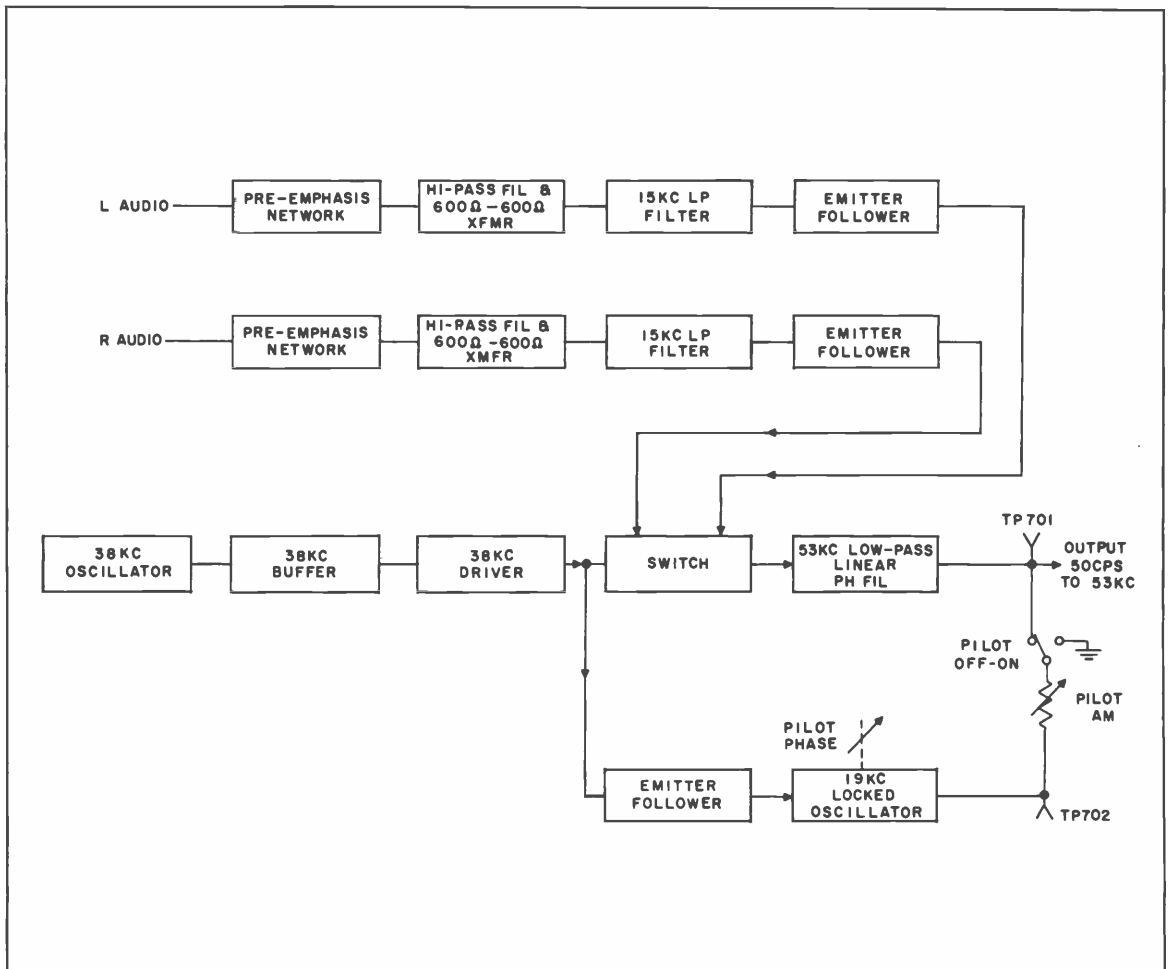 L AUDIO
PRE-EMPHASIS
NETWORK
HI-PASS FIL &
600Ω-600Ω
XFMR
15KC LP
FILTER
EMITTER
FOLLOWER
R AUDIO
PRE-EMPHASIS
NETWORK
HI-PASS FIL &
600Ω-600Ω
XMFR
15KC LP
FILTER
EMITTER
FOLLOWER
38KC
OSCILLATOR
38KC
BUFFER
38KC
DRIVER
SWITCH
53KC LOW-PASS
LINEAR
PH FIL
TP701
OUTPUT
50CPS
TO 53KC
PILOT
OFF-ON
PILOT
AM
PILOT
PHASE
EMITTER
FOLLOWER
19KC
LOCKED
OSCILLATOR
TP702